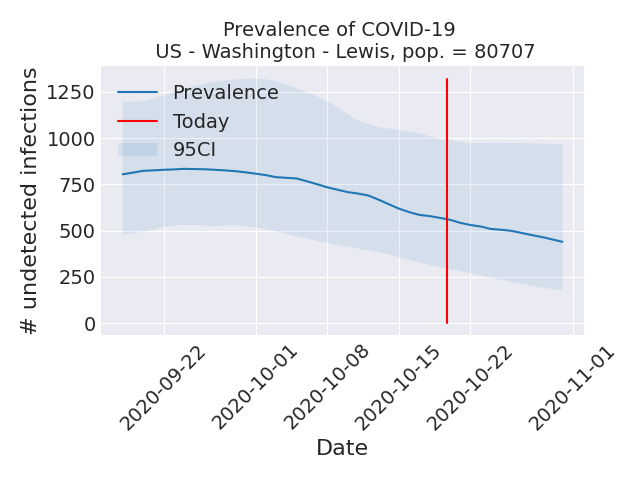 Prevalence of COVID-19
US - Washington - Lewis, pop. = 80707
# undetected infections
1250
1000
750
500
250
0
Prevalence
Today
95CI
2020-09-22
2020-10-01
2020-10-08
2020-10-15
2020-10-22
2020-11-01
Date